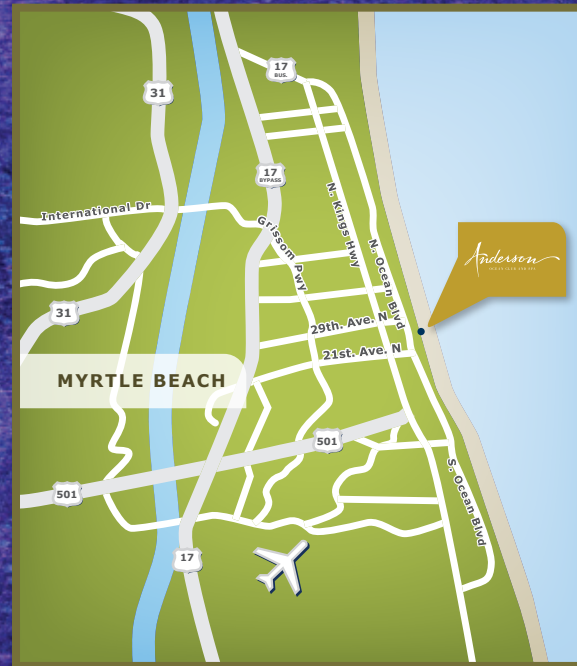 17
BUS.
31
17
BYPASS
International Dr
N. Kings Hwy
Grissom Pwy
N. Ocean Blvd
Anderson
31
29th. Ave. N
21st. Ave. N
MYRTLE BEACH
501
501
S. Ocean Blvd
17